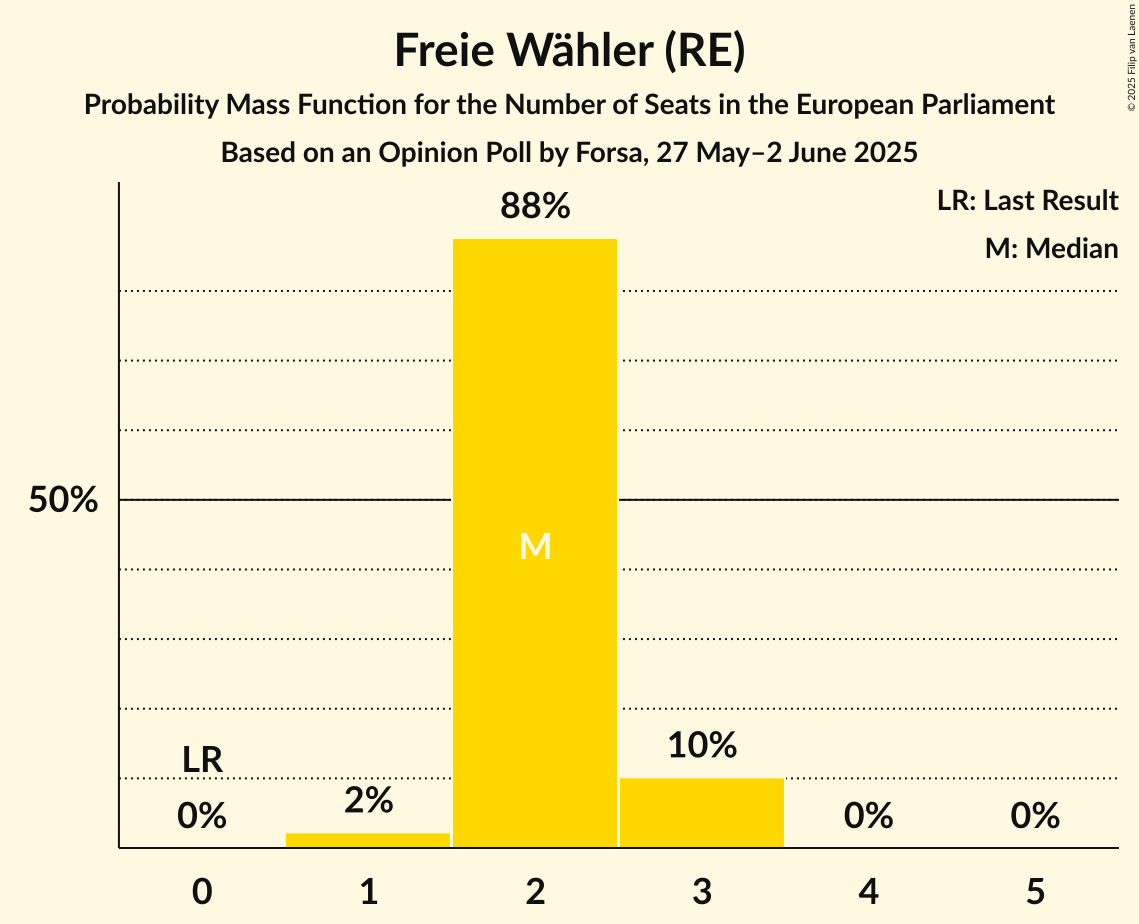 Freie Wähler (RE)
Probability Mass Function for the Number of Seats in the European Parliament
Based on an Opinion Poll by Forsa, 27 May–2 June 2025
© 2025 Filip van Laenen
LR: Last Result
M: Median
88%
50%
M
LR
10%
2%
0%
0%
0%
0 1 2 3 4 5